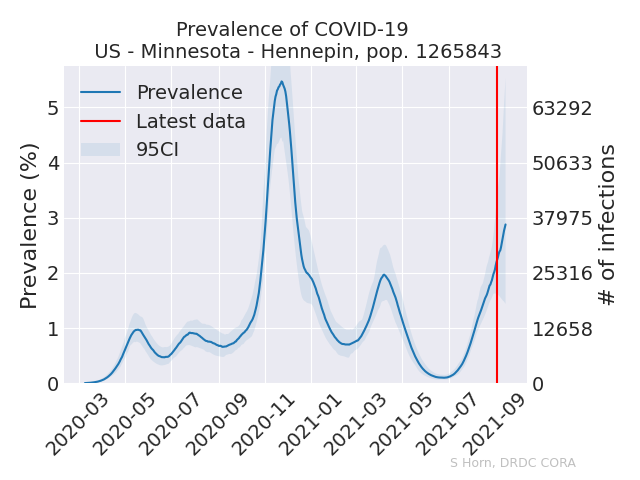 Prevalence of COVID-19
US - Minnesota - Hennepin, pop. 1265843
Prevalence
Latest data
95CI
Prevalence (%)
5
4
3
2
1
0
63292
50633
37975
25316
12658
0
# of infections
2020-03
2020-05
2020-07
2020-09
2020-11
2021-01
2021-03
2021-05
2021-07
2021-09
S Horn, DRDC CORA